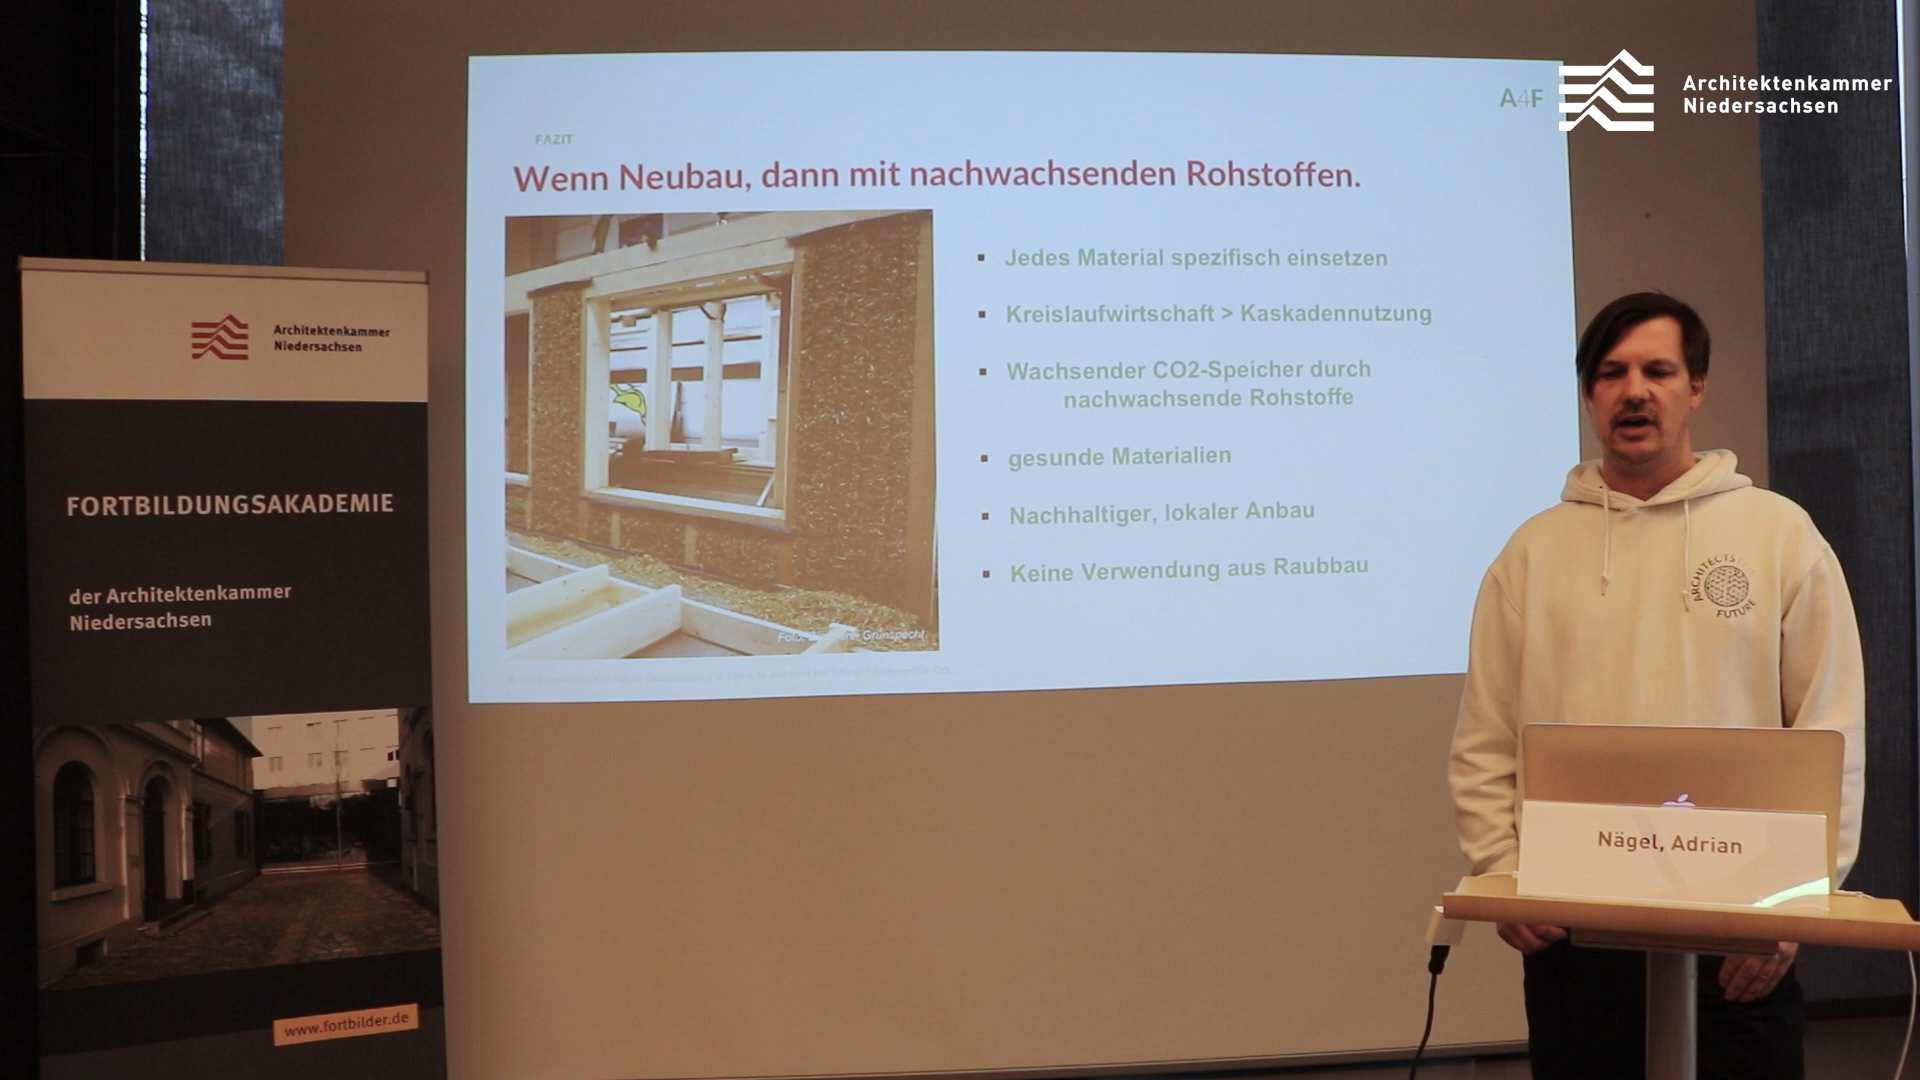 Architektenkammer
Niedersachsen
A4F
FAZIT
Wenn Neubau, dann mit nachwachsenden Rohstoffen.
▪ Jedes Material spezifisch einsetzen
▪ Kreislaufwirtschaft > Kaskadennutzung
▪ Wachsender CO2-Speicher durch
nachwachsende Rohstoffe
▪ gesunde Materialien
▪ Nachhaltiger, lokaler Anbau
▪ Keine Verwendung aus Raubbau
Grünspecht
Architektenkammer
Niedersachsen
FORTBILDUNGSAKADEMIE
der Architektenkammer
Niedersachsen
www.fortbilder.de
ARCHITECTS
FUTURE
Nägel, Adrian